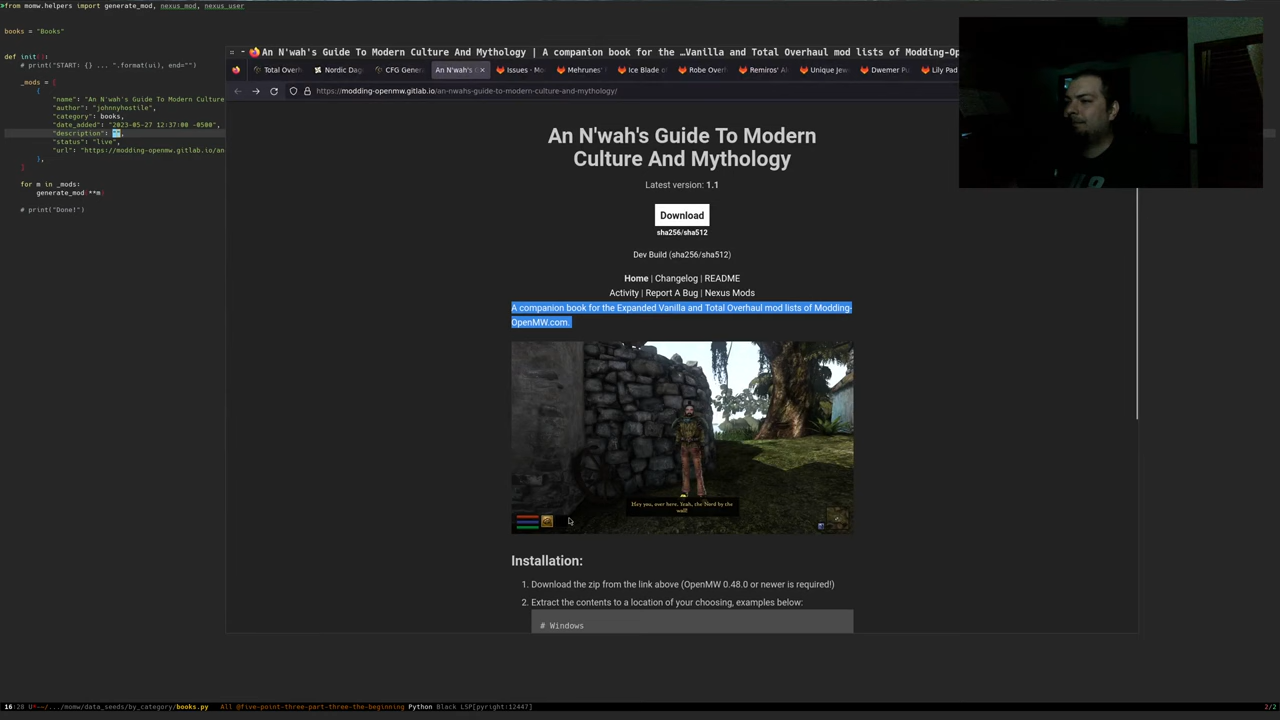 from momw.helpers import generate_mod, nexus_mod, nexus_user
books = "Books"
def init():
# print("START: {} ... ".format(ui), end="")
_mods = [
{
"name": "An N'wah's Guide To Modern Culture
"author": "johnnyhostile",
"category": books,
"date_added": "2023-05-27 12:37:00 -0500",
"description": "",
"status": "live",
"url": "https://modding-openmw.gitlab.io/an
},
]
for m in _mods:
generate_mod(**m)
# print("Done!")
An N'wah's Guide To Modern Culture And Mythology | A companion book for the …Vanilla and Total Overhaul mod lists of Modding-Op
Total Overh
Nordic Dag
CFG Gener
An N'wah's
Issues · Mo
Mehrunes'
Ice Blade o
Robe Overh
Remiros' A
Unique Jew
Dwemer Pu
Lily Pad
https://modding-openmw.gitlab.io/an-nwahs-guide-to-modern-culture-and-mythology/
An N'wah's Guide To Modern
Culture And Mythology
Latest version: 1.1
Download
sha256/sha512
Dev Build (sha256/sha512)
Home | Changelog | README
Activity | Report A Bug | Nexus Mods
A companion book for the Expanded Vanilla and Total Overhaul mod lists of Modding-
OpenMW.com.
Hey you, over here. Yeah, the Nord by the
wall!
Installation:
1. Download the zip from the link above (OpenMW 0.48.0 or newer is required!)
2. Extract the contents to a location of your choosing, examples below:
# Windows
16:28 U*--/.../momw/data_seeds/by_category/books.py All @five-point-three-part-three-the-beginning Python Black LSP[pyright:12447] 2/2